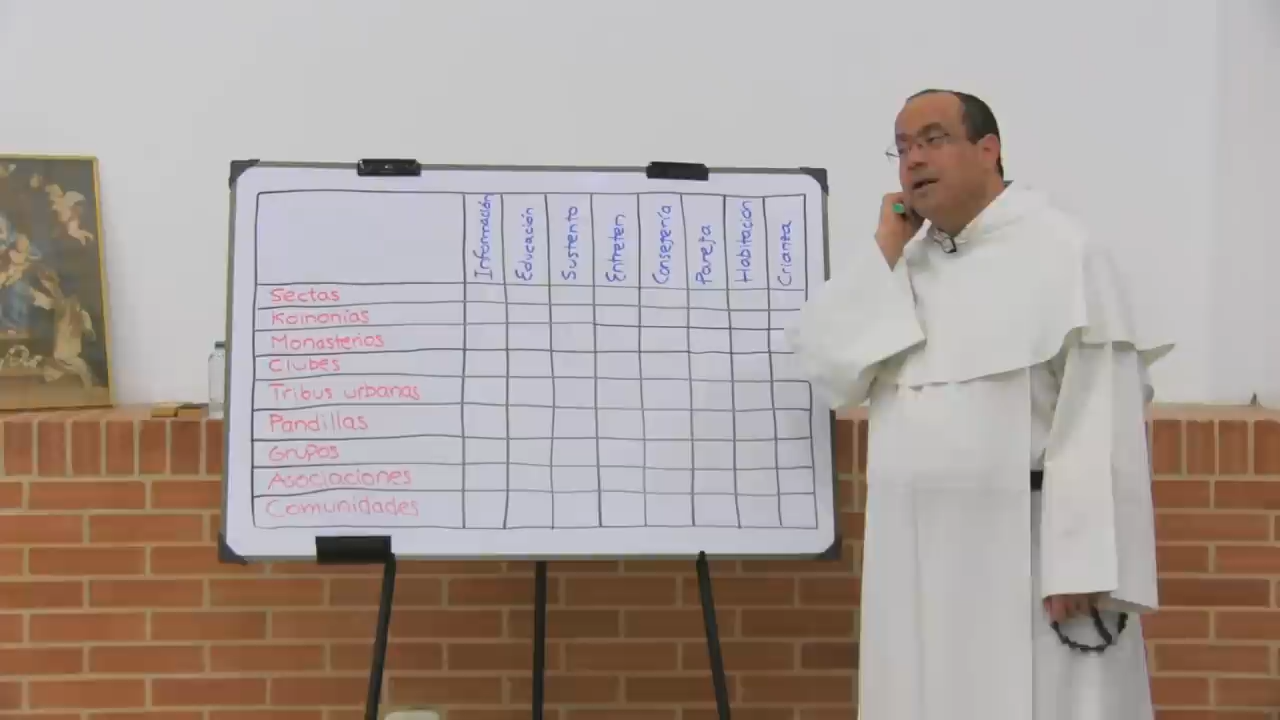 Información Educación Sustento Entreten Consejería Pareja Habitación Crianza
Sectas
Koinonías
Monasterios
Clubes
Tribus urbanas
Pandillas
Grupos
Asociaciones
Comunidades